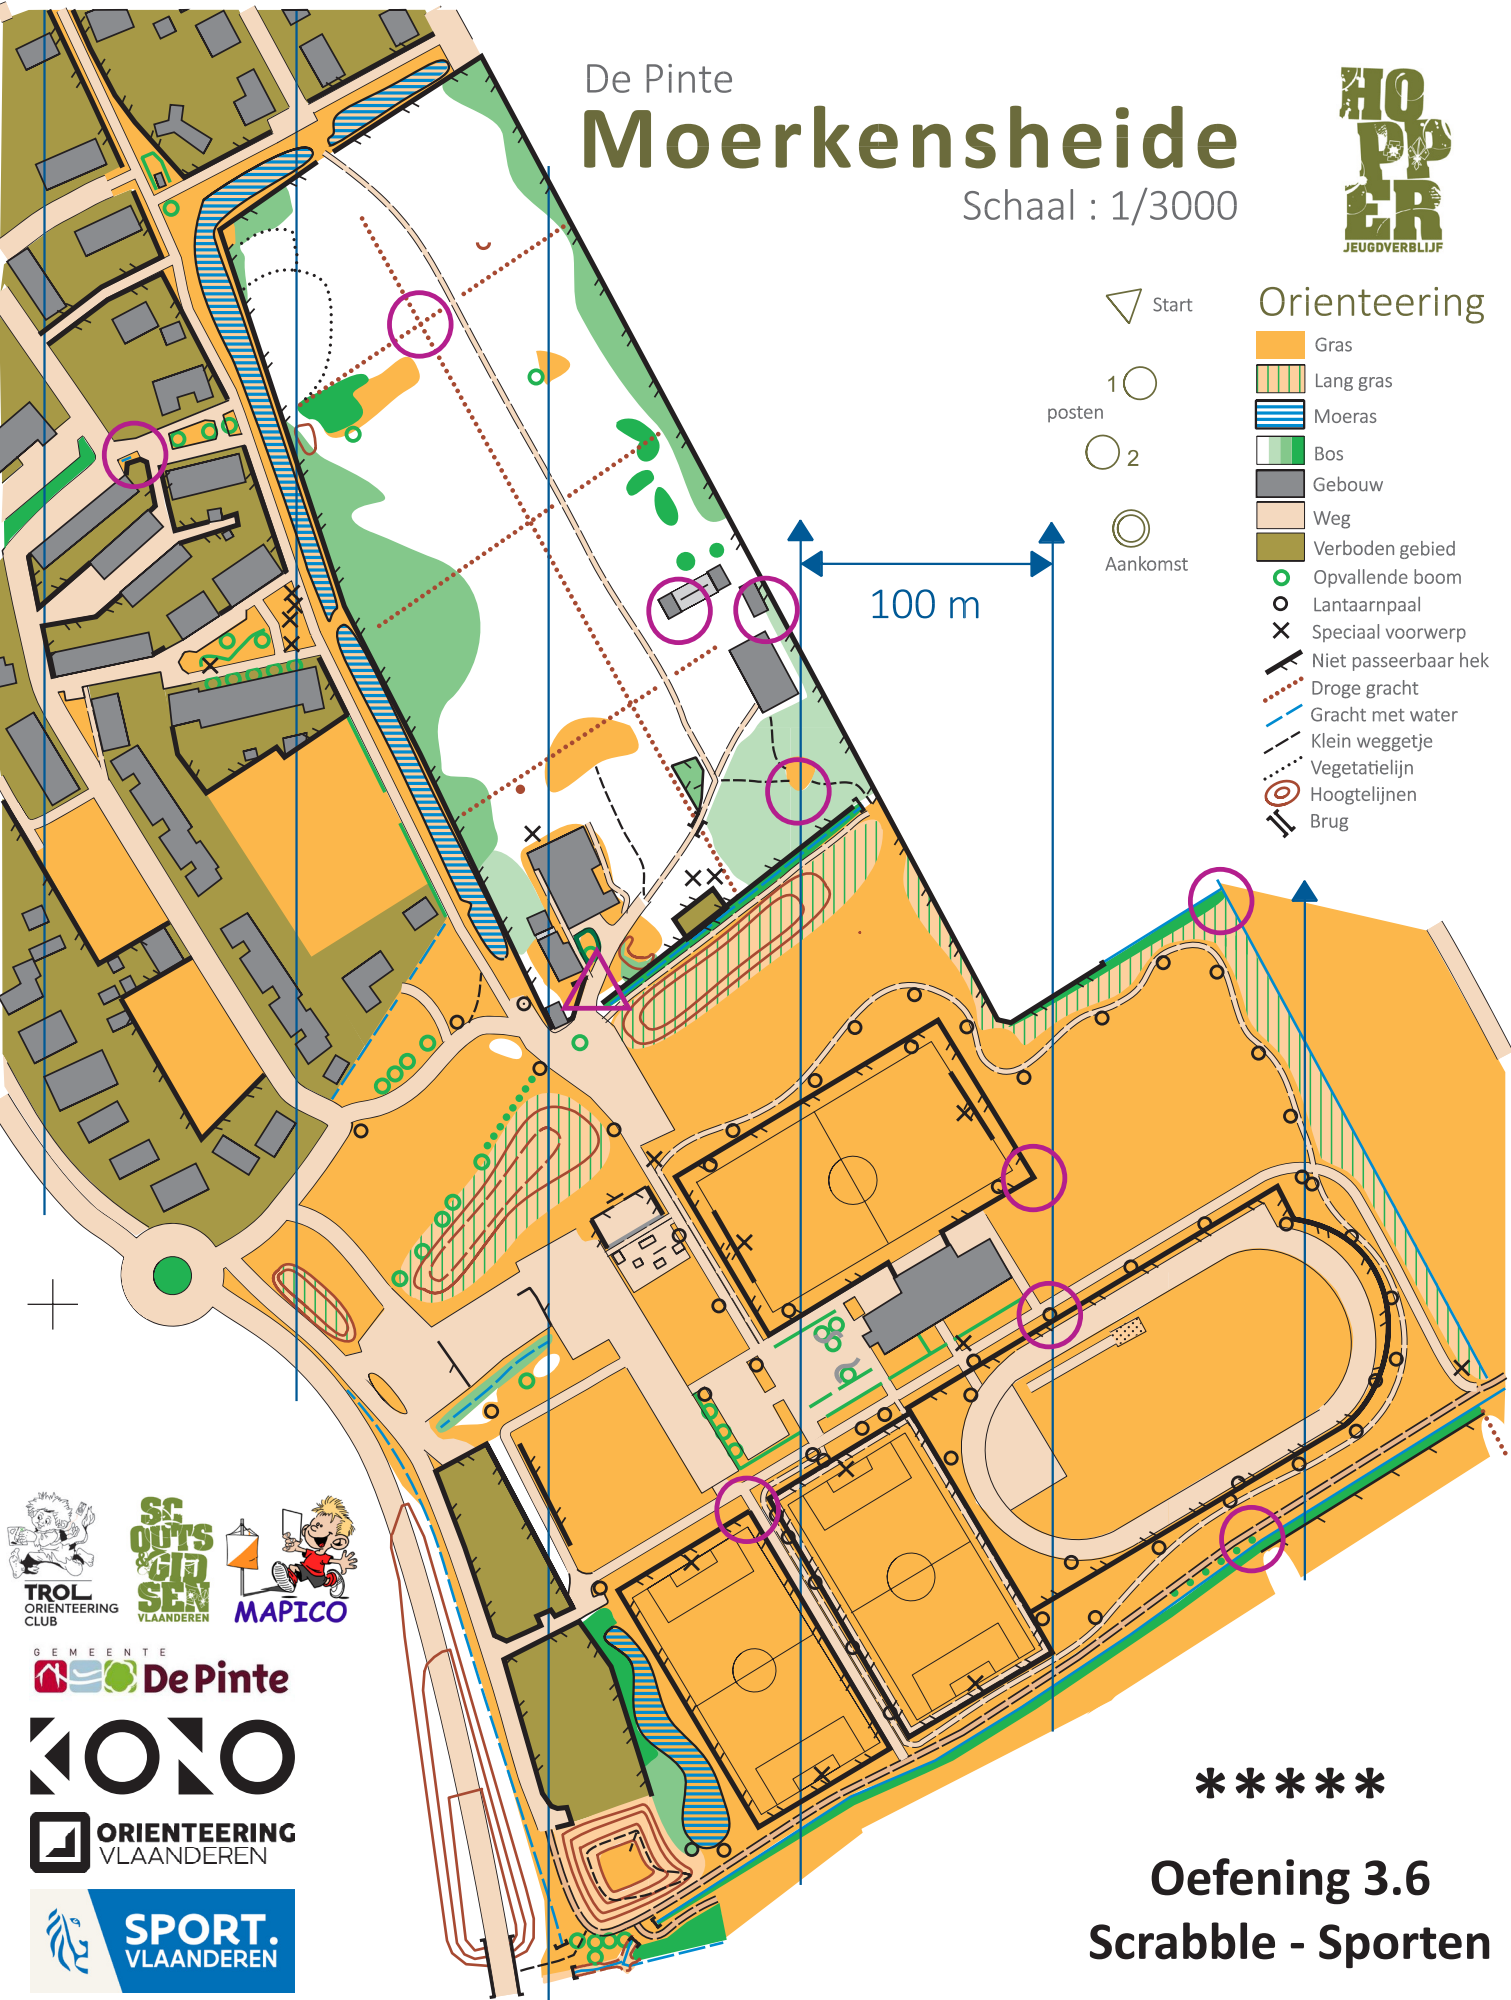 De Pinte
Moerkensheide
Schaal : 1/3000
HOPPER
JEUGDVERBLIJF
Orienteering
Start
1
posten
2
Aankomst
Gras
Lang gras
Moeras
Bos
Gebouw
Weg
Verboden gebied
Opvallende boom
Lantaarnpaal
Speciaal voorwerp
Niet passeerbaar hek
Droge gracht
Gracht met water
Klein weggetje
Vegetatielijn
Hoogtelijnen
Brug
100 m
TROL
ORIENTEERING
CLUB
SCOUTS
& GIDSEN
VLAANDEREN
MAPICO
GEMEENTE
De Pinte
KOKO
ORIENTEERING
VLAANDEREN
SPORT.
VLAANDEREN
*****
Oefening 3.6
Scrabble - Sporten